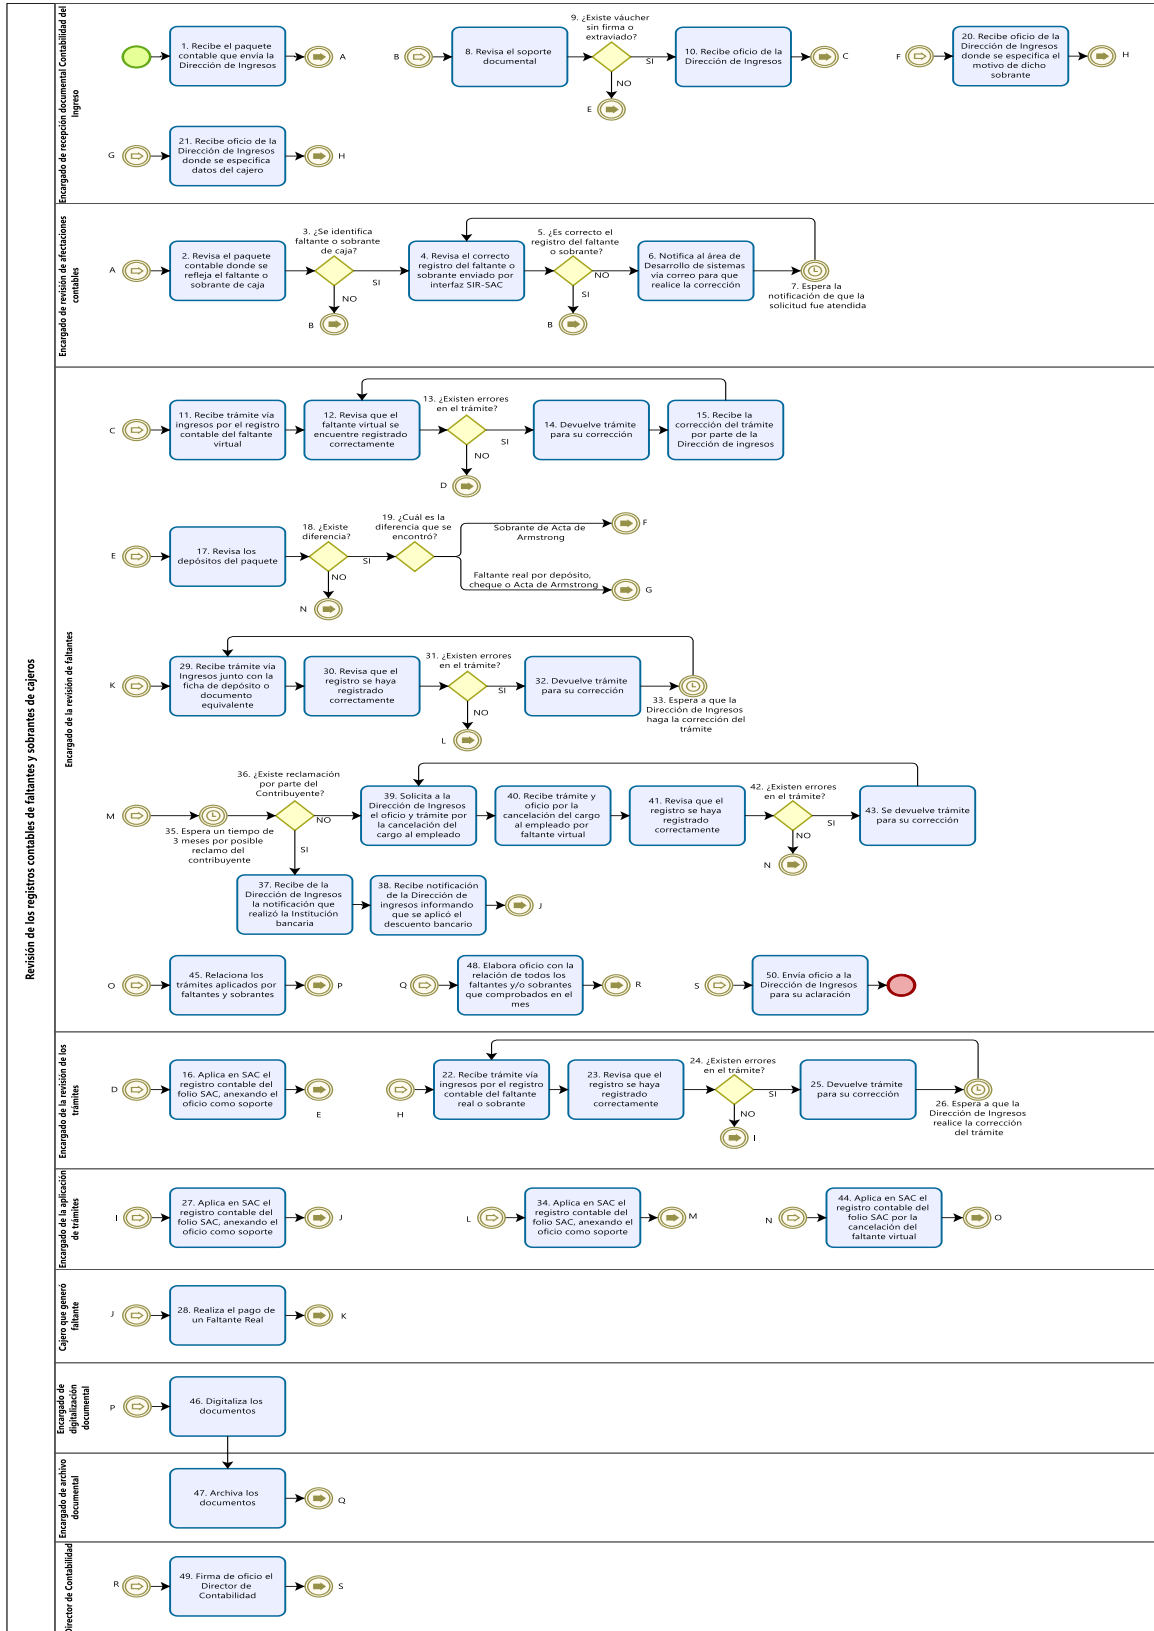 Revisión de los registros contables de faltantes y sobrantes de cajeros
Encargado de recepción documental Contabilidad del
Ingreso
1. Recibe el paquete
contable que envía la
Dirección de Ingresos
A
B
8. Revisa el soporte
documental
9. ¿Existe váucher
sin firma o
extraviado?
SI
NO
E
10. Recibe oficio de la
Dirección de Ingresos
C
F
20. Recibe oficio de la
Dirección de Ingresos
donde se especifica el
motivo de dicho
sobrante
H
G
21. Recibe oficio de la
Dirección de Ingresos
donde se especifica
datos del cajero
H
Encargado de revisión de afectaciones
contables
A
2. Revisa el paquete
contable donde se
refleja el faltante o
sobrante de caja
3. ¿Se identifica
faltante o sobrante
de caja?
SI
NO
B
4. Revisa el correcto
registro del faltante o
sobrante enviado por
interfaz SIR-SAC
5. ¿Es correcto el
registro del faltante
o sobrante?
NO
SI
B
6. Notifica al área de
Desarrollo de sistemas
vía correo para que
realice la corrección
7. Espera la
notificación de que la
solicitud fue atendida
Encargado de la revisión de faltantes
C
11. Recibe trámite vía
ingresos por el registro
contable del faltante
virtual
12. Revisa que el
faltante virtual se
encuentre registrado
correctamente
13. ¿Existen errores
en el trámite?
SI
NO
D
14. Devuelve trámite
para su corrección
15. Recibe la
corrección del trámite
por parte de la
Dirección de ingresos
E
17. Revisa los
depósitos del paquete
18. ¿Existe
diferencia?
SI
NO
N
19. ¿Cuál es la
diferencia que se
encontró?
Sobrante de Acta de
Armstrong
F
Faltante real por depósito,
cheque o Acta de Armstrong
G
K
29. Recibe trámite vía
Ingresos junto con la
ficha de depósito o
documento
equivalente
30. Revisa que el
registro se haya
registrado
correctamente
31. ¿Existen errores
en el trámite?
SI
NO
L
32. Devuelve trámite
para su corrección
33. Espera a que la
Dirección de Ingresos
haga la corrección del
trámite
M
35. Espera un tiempo de
3 meses por posible
reclamo del
contribuyente
36. ¿Existe reclamación
por parte del
Contribuyente?
NO
SI
39. Solicita a la
Dirección de Ingresos
el oficio y trámite por
la cancelación del
cargo al empleado
40. Recibe trámite y
oficio por la
cancelación del cargo
al empleado por
faltante virtual
41. Revisa que el
registro se haya
registrado
correctamente
42. ¿Existen errores
en el trámite?
SI
NO
N
43. Se devuelve trámite
para su corrección
37. Recibe de la
Dirección de Ingresos
la notificación que
realizó la Institución
bancaria
38. Recibe notificación
de la Dirección de
ingresos informando
que se aplicó el
descuento bancario
J
O
45. Relaciona los
trámites aplicados por
faltantes y sobrantes
P
Q
48. Elabora oficio con la
relación de todos los
faltantes y/o sobrantes
que comprobados en el
mes
R
S
50. Envía oficio a la
Dirección de Ingresos
para su aclaración
Encargado de la revisión de los
trámites
D
16. Aplica en SAC el
registro contable del
folio SAC, anexando el
oficio como soporte
E
H
22. Recibe trámite vía
ingresos por el registro
contable del faltante
real o sobrante
23. Revisa que el
registro se haya
registrado
correctamente
24. ¿Existen errores
en el trámite?
SI
NO
I
25. Devuelve trámite
para su corrección
26. Espera a que la
Dirección de Ingresos
realice la corrección
del trámite
Encargado de la aplicación
de trámites
I
27. Aplica en SAC el
registro contable del
folio SAC, anexando el
oficio como soporte
J
L
34. Aplica en SAC el
registro contable del
folio SAC, anexando el
oficio como soporte
M
N
44. Aplica en SAC el
registro contable del
folio SAC por la
cancelación del
faltante virtual
O
Cajero que generó
faltante
J
28. Realiza el pago de
un Faltante Real
K
Encargado de
digitalización
documental
P
46. Digitaliza los
documentos
Encargado de archivo
documental
47. Archiva los
documentos
Q
Director de Contabilidad
R
49. Firma de oficio el
Director de
Contabilidad
S